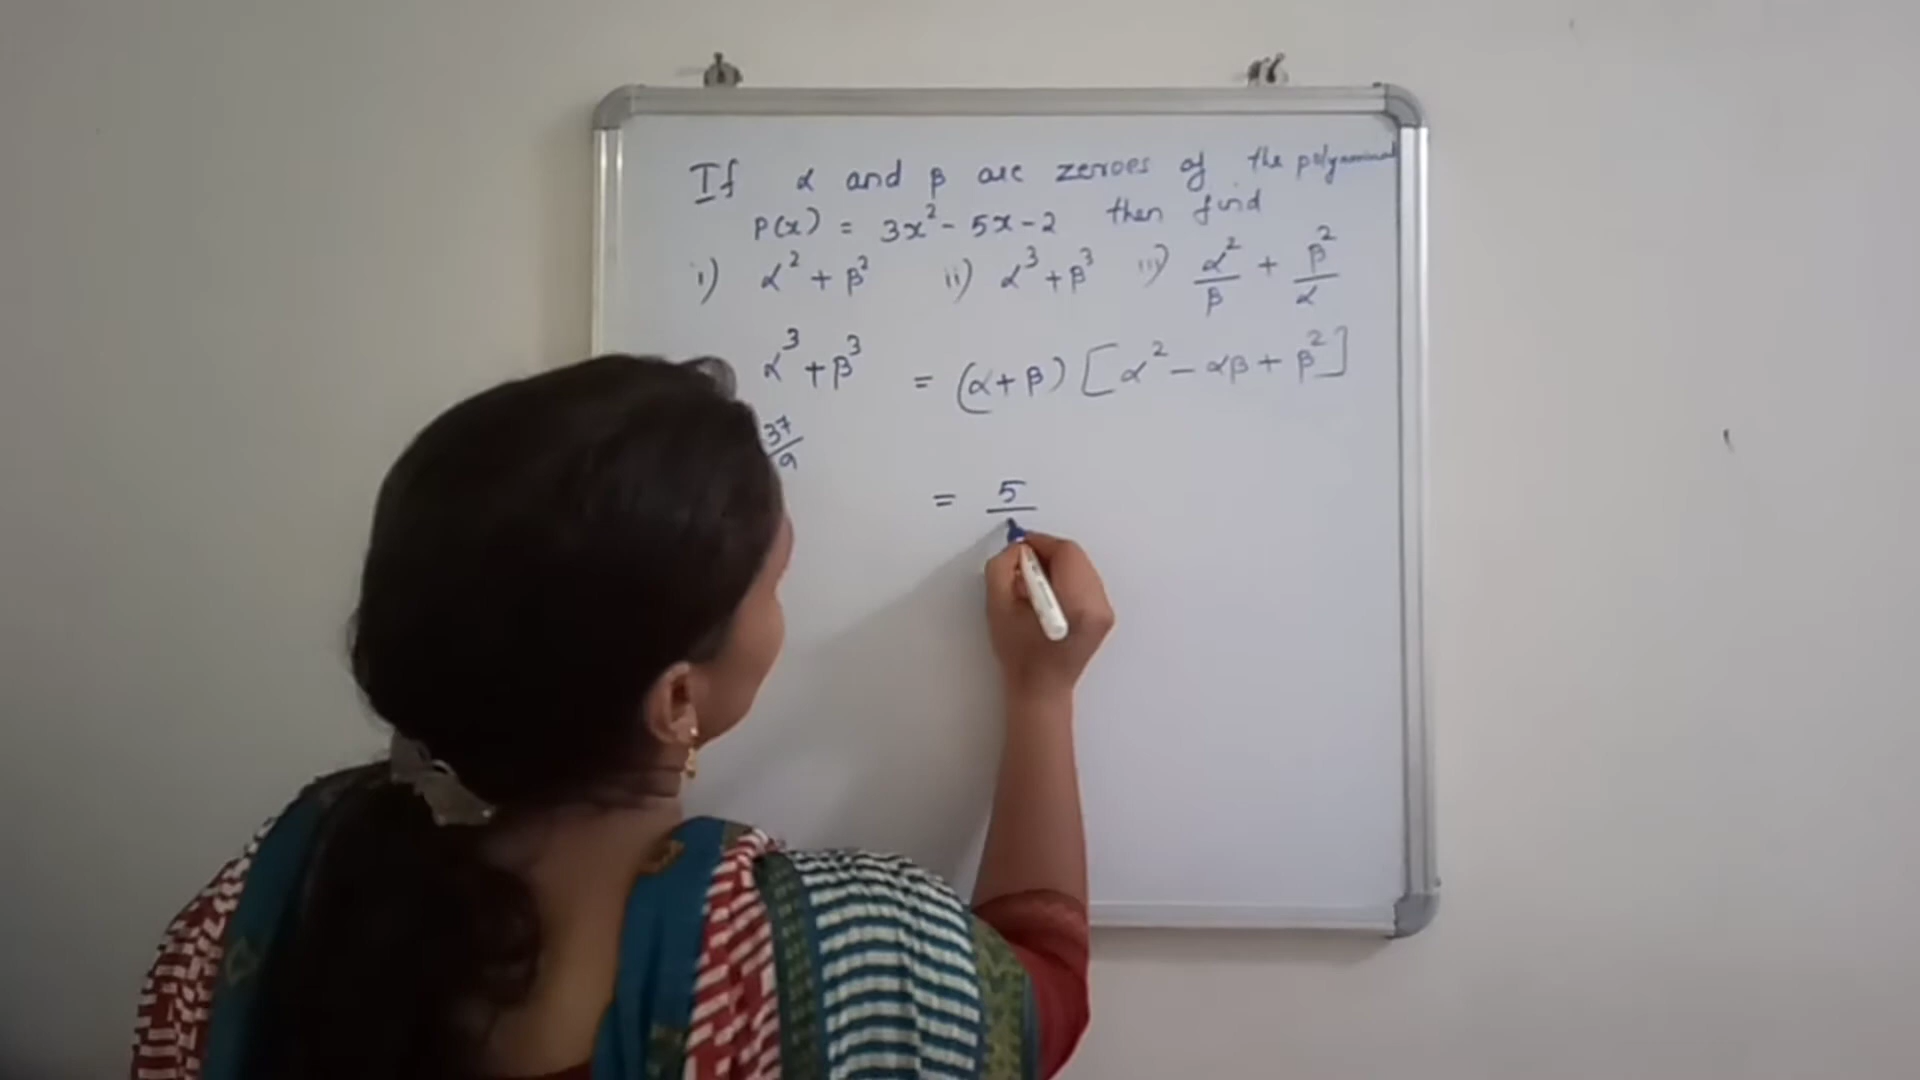 If α and β are zeroes of the polynomial
P(x) = 3x² - 5x - 2 then find
i) α² + β² ii) α³ + β³ iii) α²/β + β²/α
α³ + β³ = (α + β) [α² - αβ + β²]
37/9
= 5/